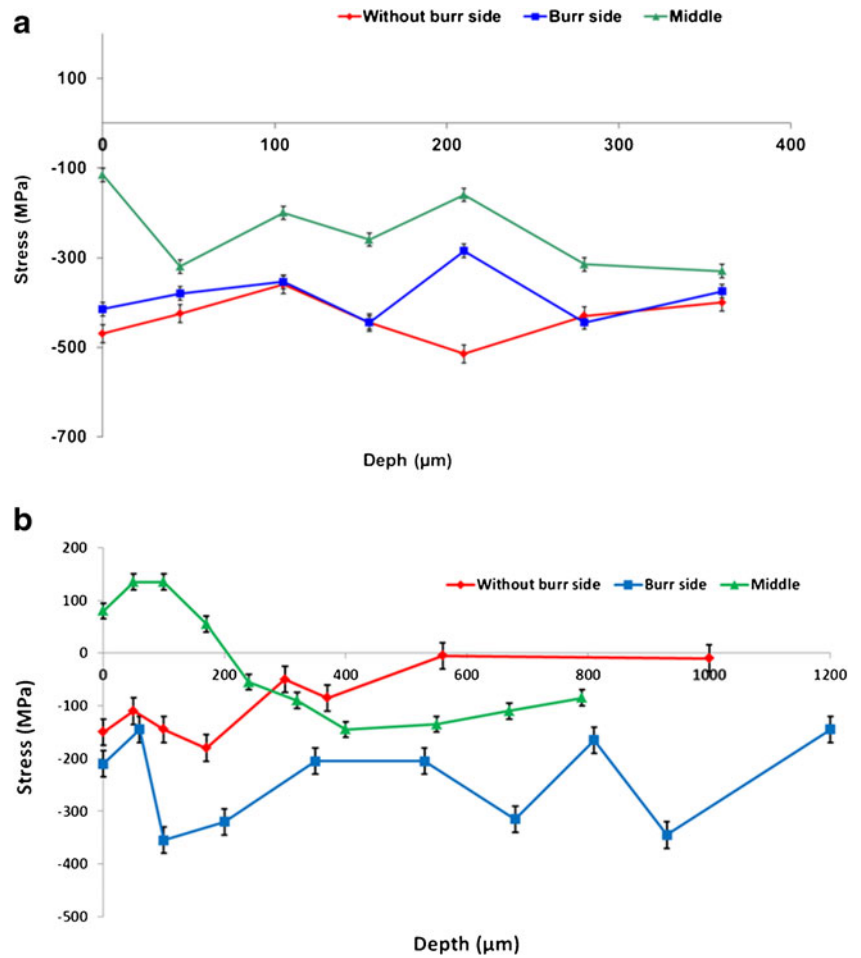 a
Without burr side Burr side Middle
100
0 100 200 300 400
-100
-300
-500
-700
Stress (MPa)
Deph (µm)
b
Without burr side Burr side Middle
200
100
0
0 200 400 600 800 1000 1200
-100
-200
-300
-400
-500
Stress (MPa)
Depth (µm)